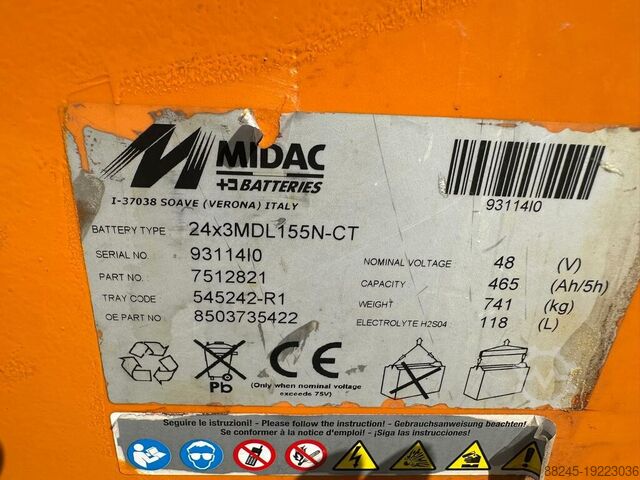 MIDAC
BATTERIES
I-37038 SOAVE (VERONA) ITALY
93114I0
BATTERY TYPE 24x3MDL155N-CT
SERIAL NO. 93114I0
PART NO. 7512821
TRAY CODE 545242-R1
OE PART NO 8503735422
NOMINAL VOLTAGE 48 (V)
CAPACITY 465 (Ah/5h)
WEIGHT 741 (kg)
ELECTROLYTE H2S04 : 118 (L)
Pb
CE
(Only when nominal voltage
exceeds 75V)
Seguire le istruzioni! - Please follow the instruction! - Gebrauchsanweisung beachten!
Se conformer à la notice d'emploi! - ¡Siga las instrucciones!
88245-19223036